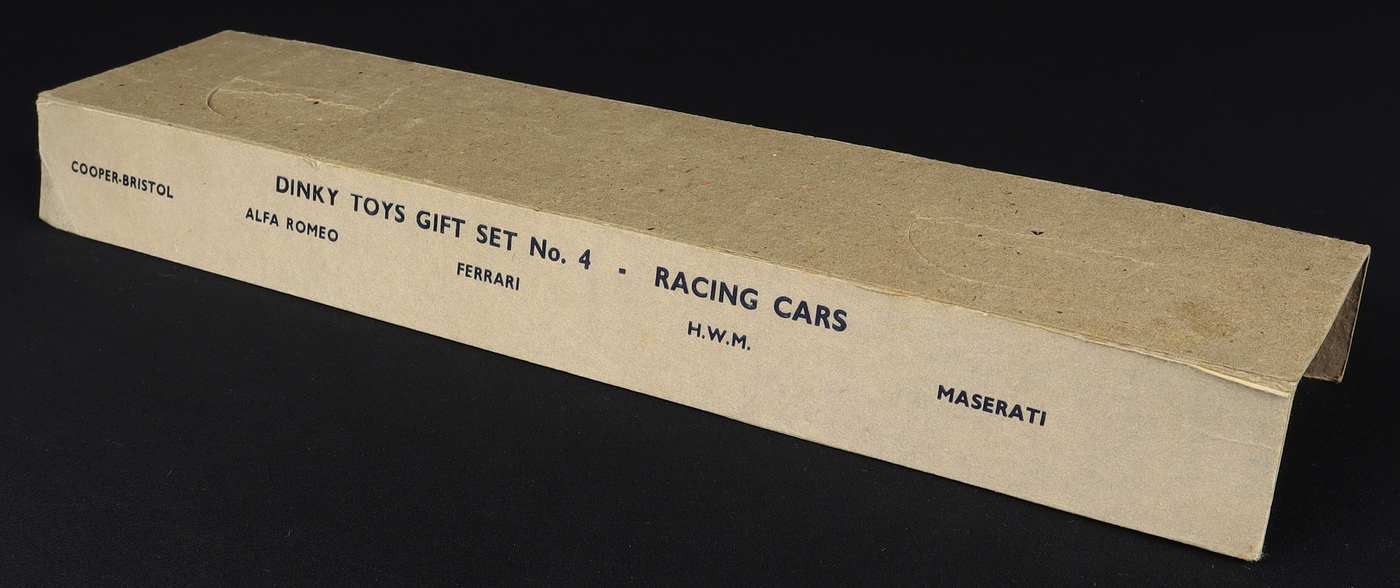 DINKY TOYS GIFT SET No. 4 - RACING CARS
COOPER-BRISTOL ALFA ROMEO FERRARI H.W.M. MASERATI